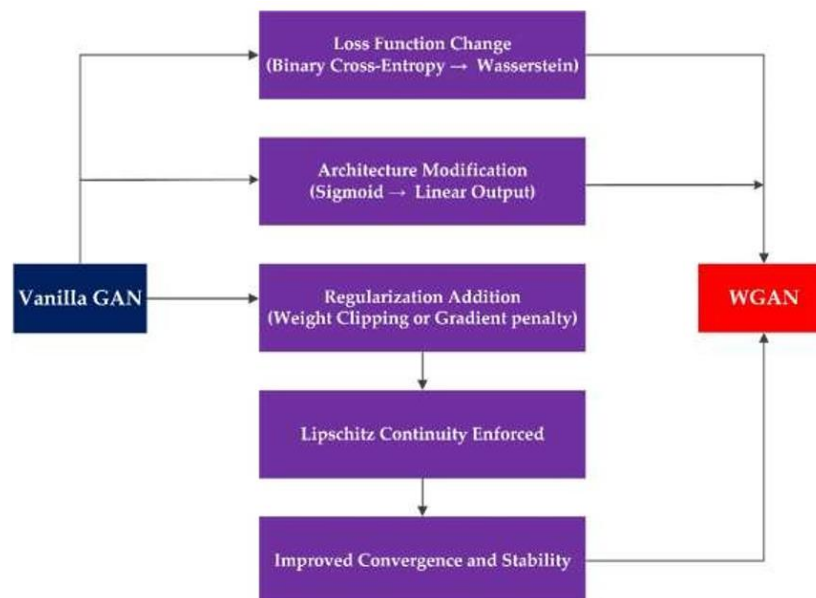 Loss Function Change
(Binary Cross-Entropy → Wasserstein)
Architecture Modification
(Sigmoid → Linear Output)
Vanilla GAN
Regularization Addition
(Weight Clipping or Gradient penalty)
WGAN
Lipschitz Continuity Enforced
Improved Convergence and Stability